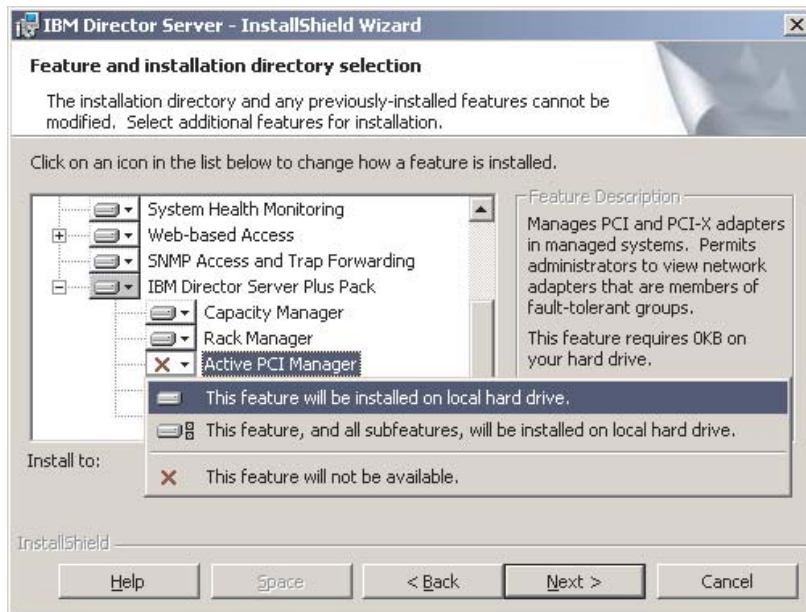 IBM Director Server - InstallShield Wizard
Feature and installation directory selection
The installation directory and any previously-installed features cannot be
modified. Select additional features for installation.
Click on an icon in the list below to change how a feature is installed.
System Health Monitoring
Web-based Access
SNMP Access and Trap Forwarding
IBM Director Server Plus Pack
Capacity Manager
Rack Manager
Active PCI Manager
Feature Description
Manages PCI and PCI-X adapters
in managed systems. Permits
administrators to view network
adapters that are members of
fault-tolerant groups.
This feature requires 0KB on
your hard drive.
This feature will be installed on local hard drive.
This feature, and all subfeatures, will be installed on local hard drive.
This feature will not be available.
Install to:
InstallShield
Help
Space
< Back
Next >
Cancel